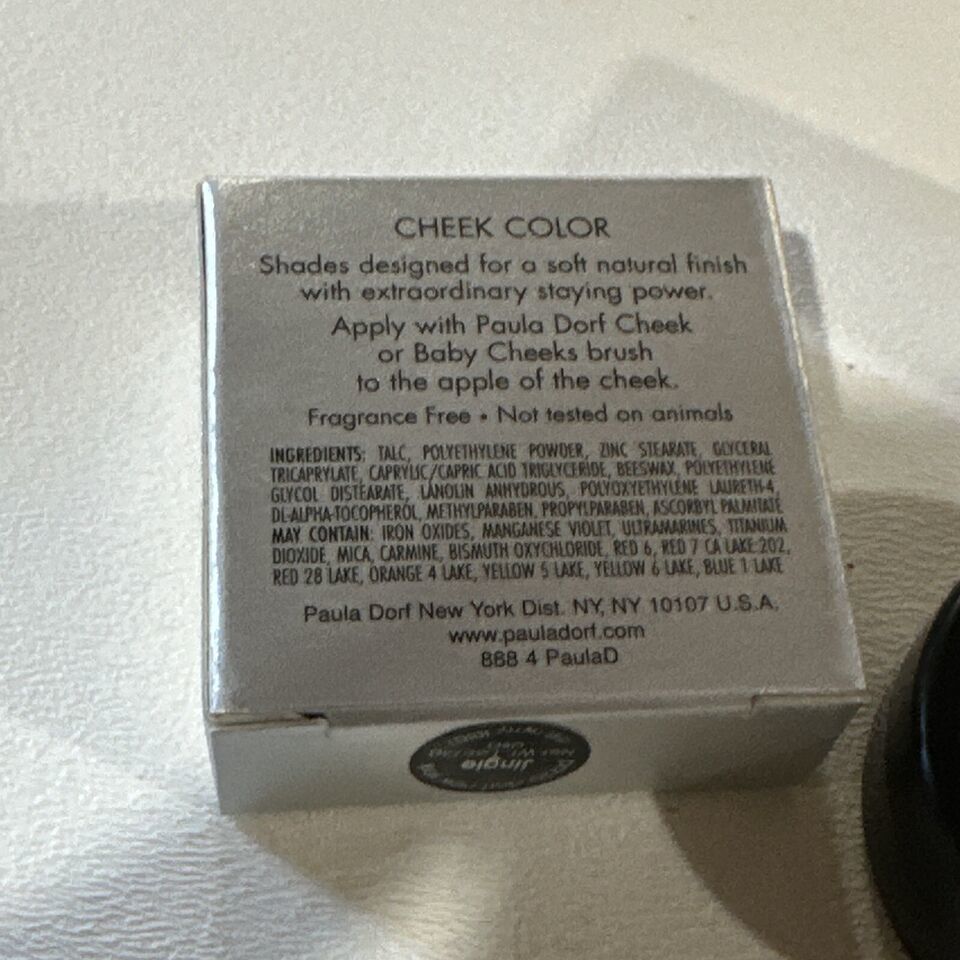 CHEEK COLOR
Shades designed for a soft natural finish
with extraordinary staying power.
Apply with Paula Dorf Cheek
or Baby Cheeks brush
to the apple of the cheek.
Fragrance Free • Not tested on animals
INGREDIENTS: TALC, POLYETHYLENE POWDER, ZINC STEARATE, GLYCERAL
TRICAPRYLATE, CAPRYLIC/CAPRIC ACID TRIGLYCERIDE, BEESWAX, POLYETHYLENE
GLYCOL DISTEARATE, LANOLIN ANHYDROUS, POLYOXYETHYLENE LAURETH-4,
DL-ALPHA-TOCOPHEROL, METHYLPARABEN, PROPYLPARABEN, ASCORBYL PALMITATE
MAY CONTAIN: IRON OXIDES, MANGANESE VIOLET, ULTRAMARINES, TITANIUM
DIOXIDE, MICA, CARMINE, BISMUTH OXYCHLORIDE, RED 6, RED 7 CA LAKE 202,
RED 28 LAKE, ORANGE 4 LAKE, YELLOW 5 LAKE, YELLOW 6 LAKE, BLUE 1 LAKE
Paula Dorf New York Dist. NY, NY 10107 U.S.A.
www.pauladorf.com
888 4 PaulaD
Jingle